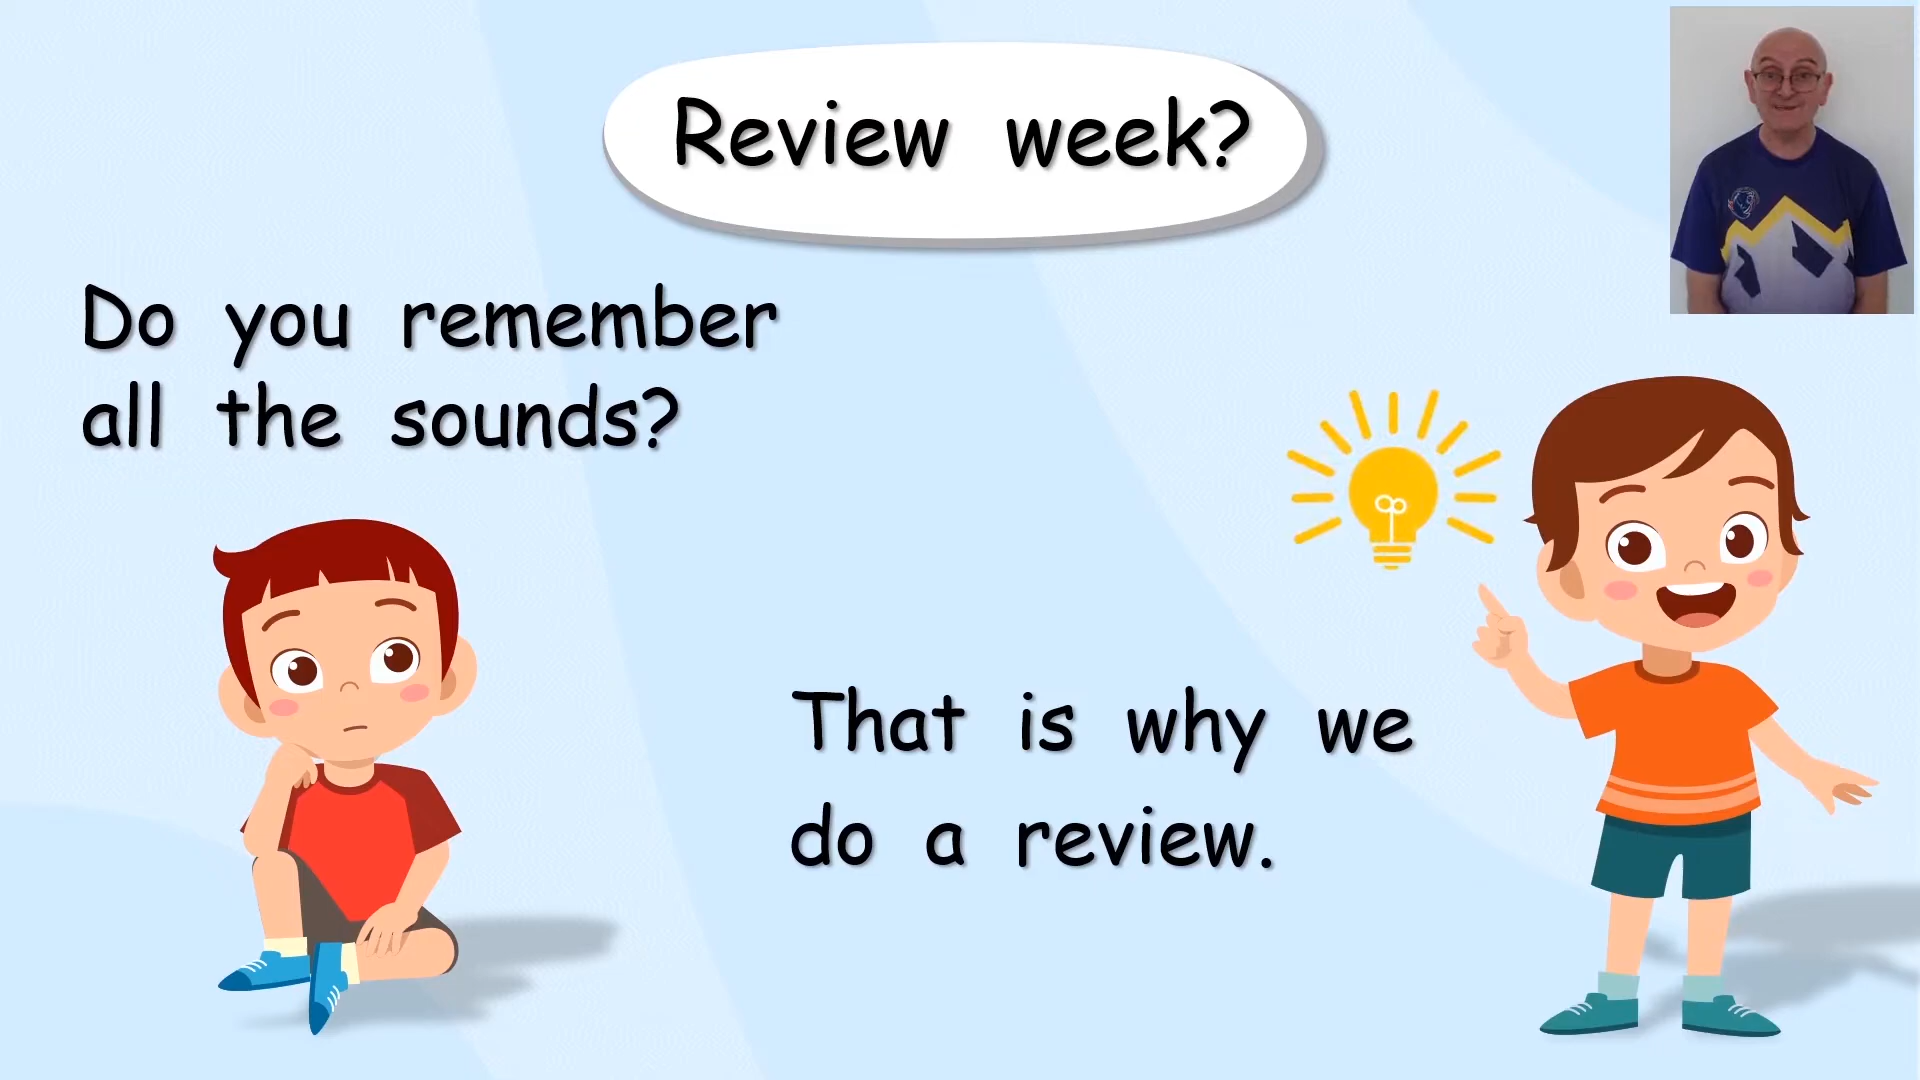 Review week?
Do you remember
all the sounds?
That is why we
do a review.